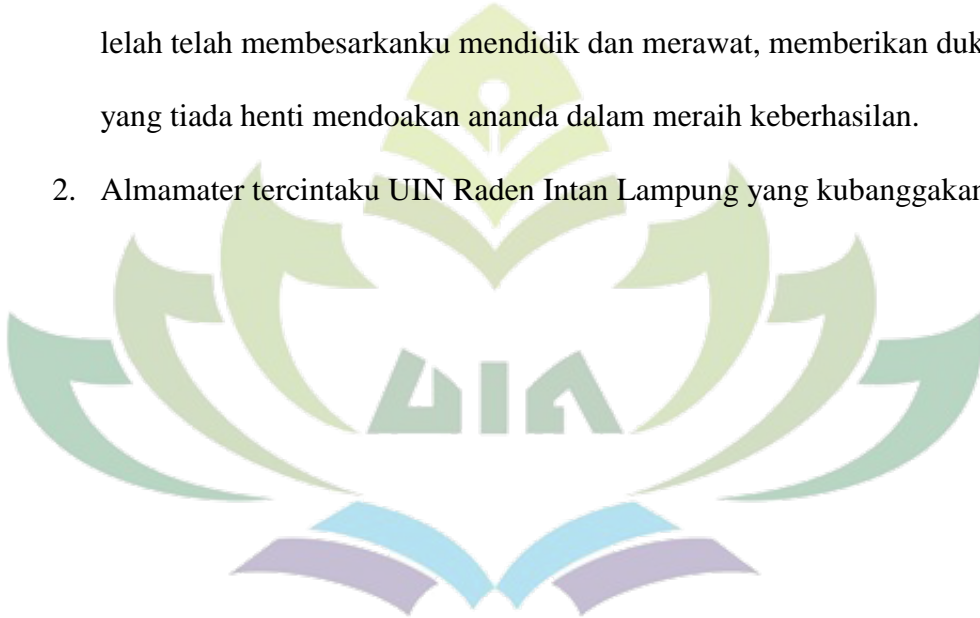 lelah telah membesarkanku mendidik dan merawat, memberikan
yang tiada henti mendoakan ananda dalam meraih keberhasilan.
2. Almamater tercintaku UIN Raden Intan Lampung yang kubanggakan
UIN